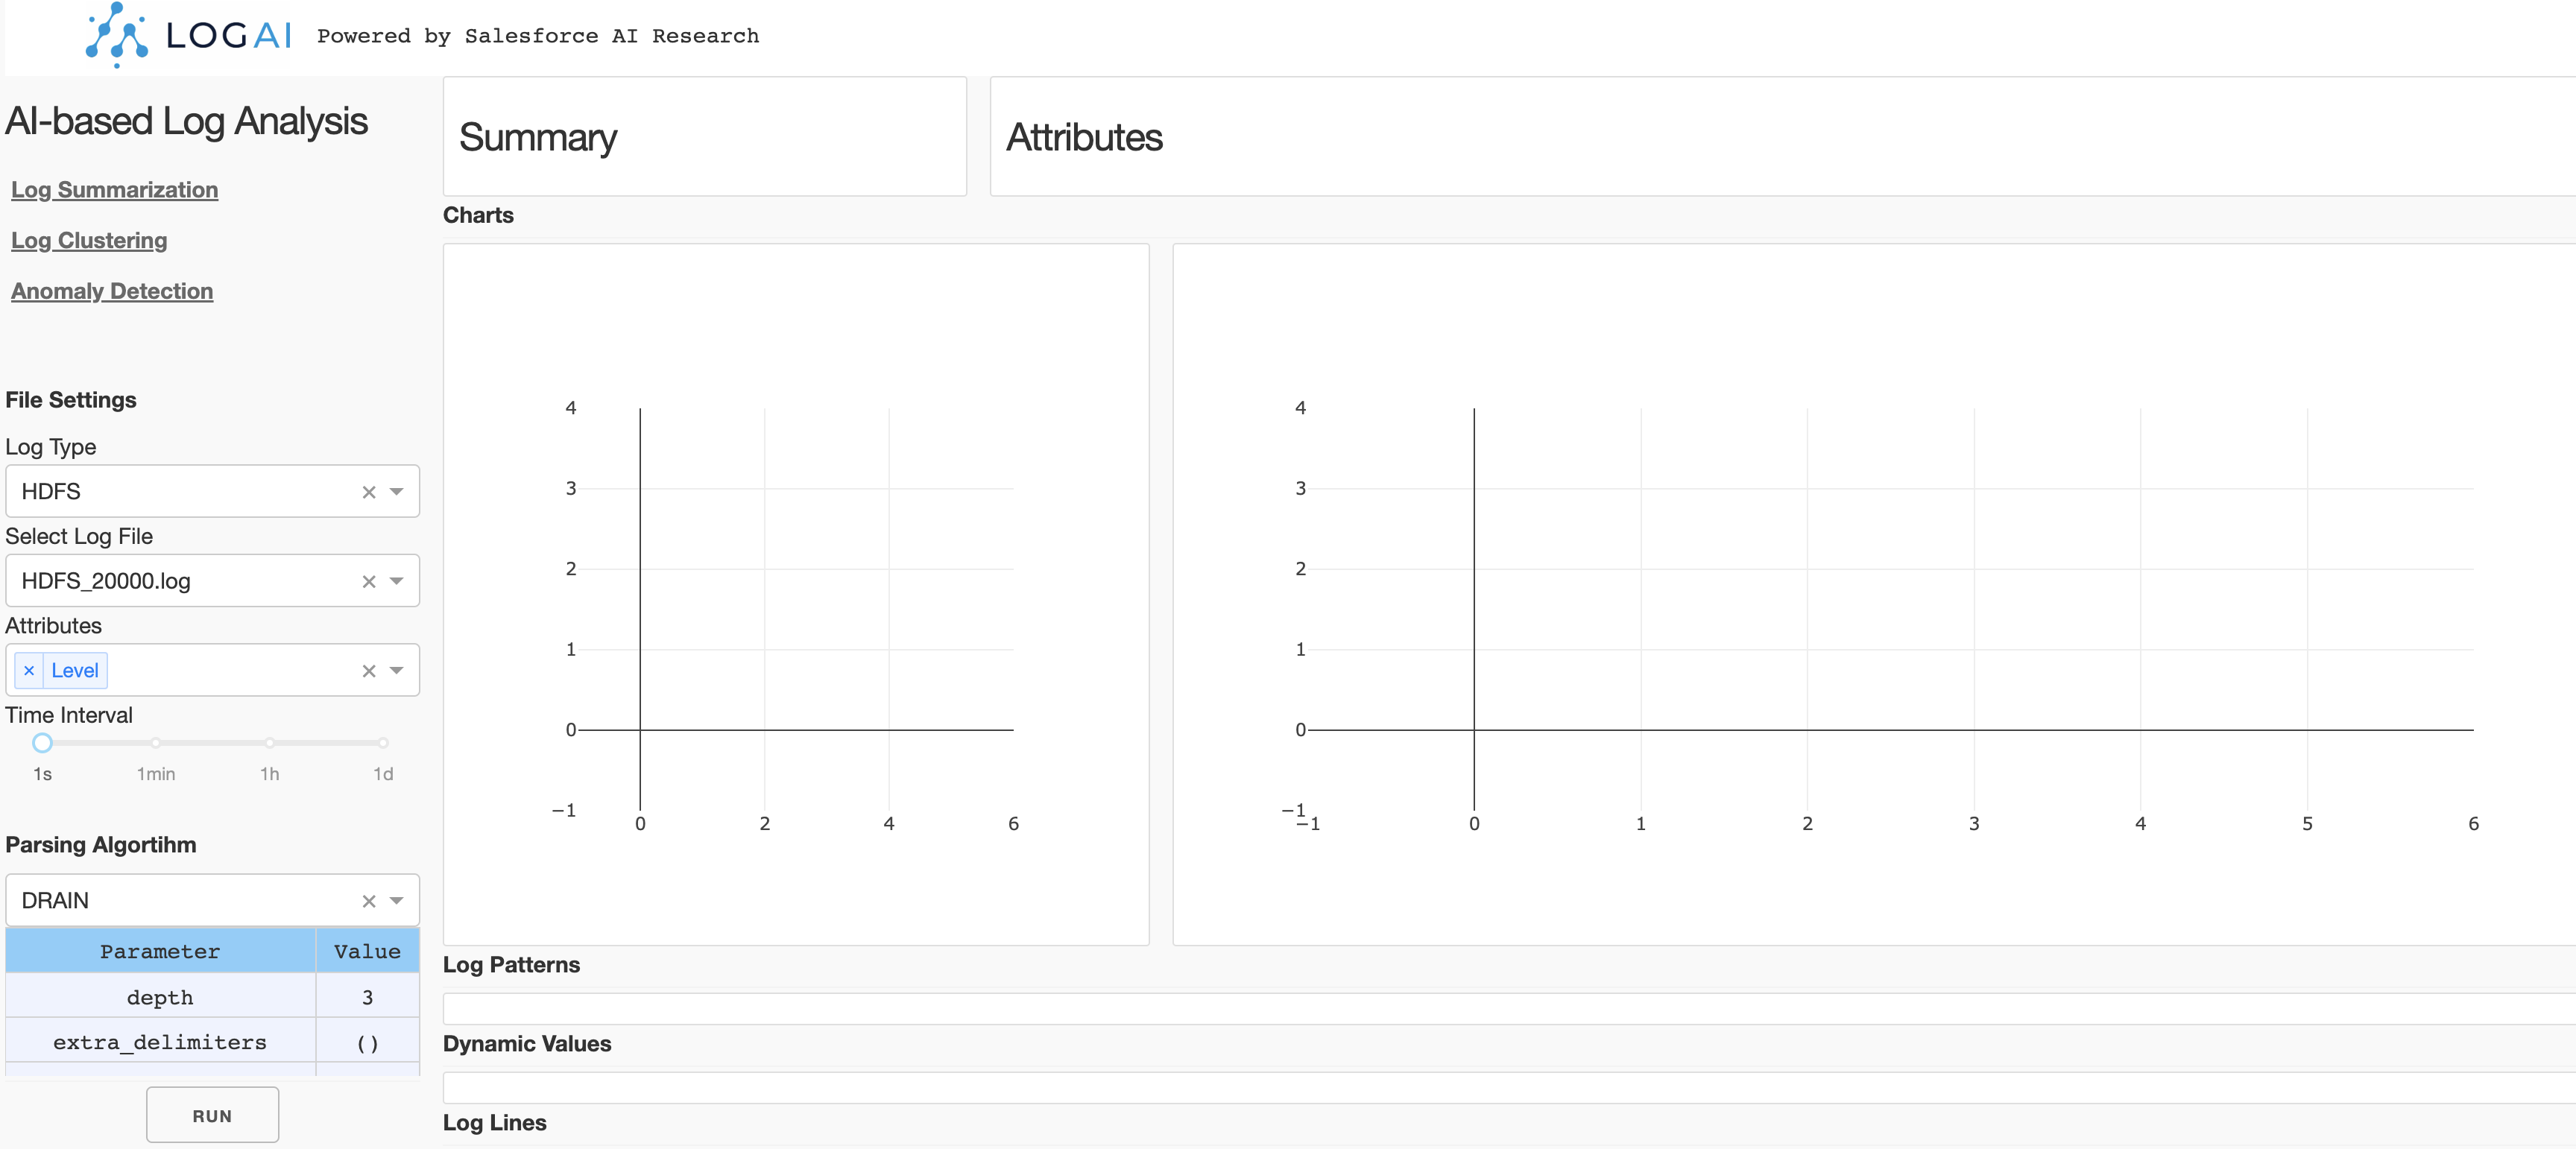 LOGAI Powered by Salesforce AI Research
AI-based Log Analysis
Log Summarization
Log Clustering
Anomaly Detection
File Settings
Log Type
HDFS
Select Log File
HDFS_20000.log
Attributes
× Level
Time Interval
1s 1min 1h 1d
Parsing Algortihm
DRAIN
Parameter Value
depth 3
extra_delimiters ()
RUN
Summary
Attributes
Charts
4
3
2
1
0
−1
0 2 4 6
4
3
2
1
0
−1
−1 0 1 2 3 4 5 6
Log Patterns
Dynamic Values
Log Lines